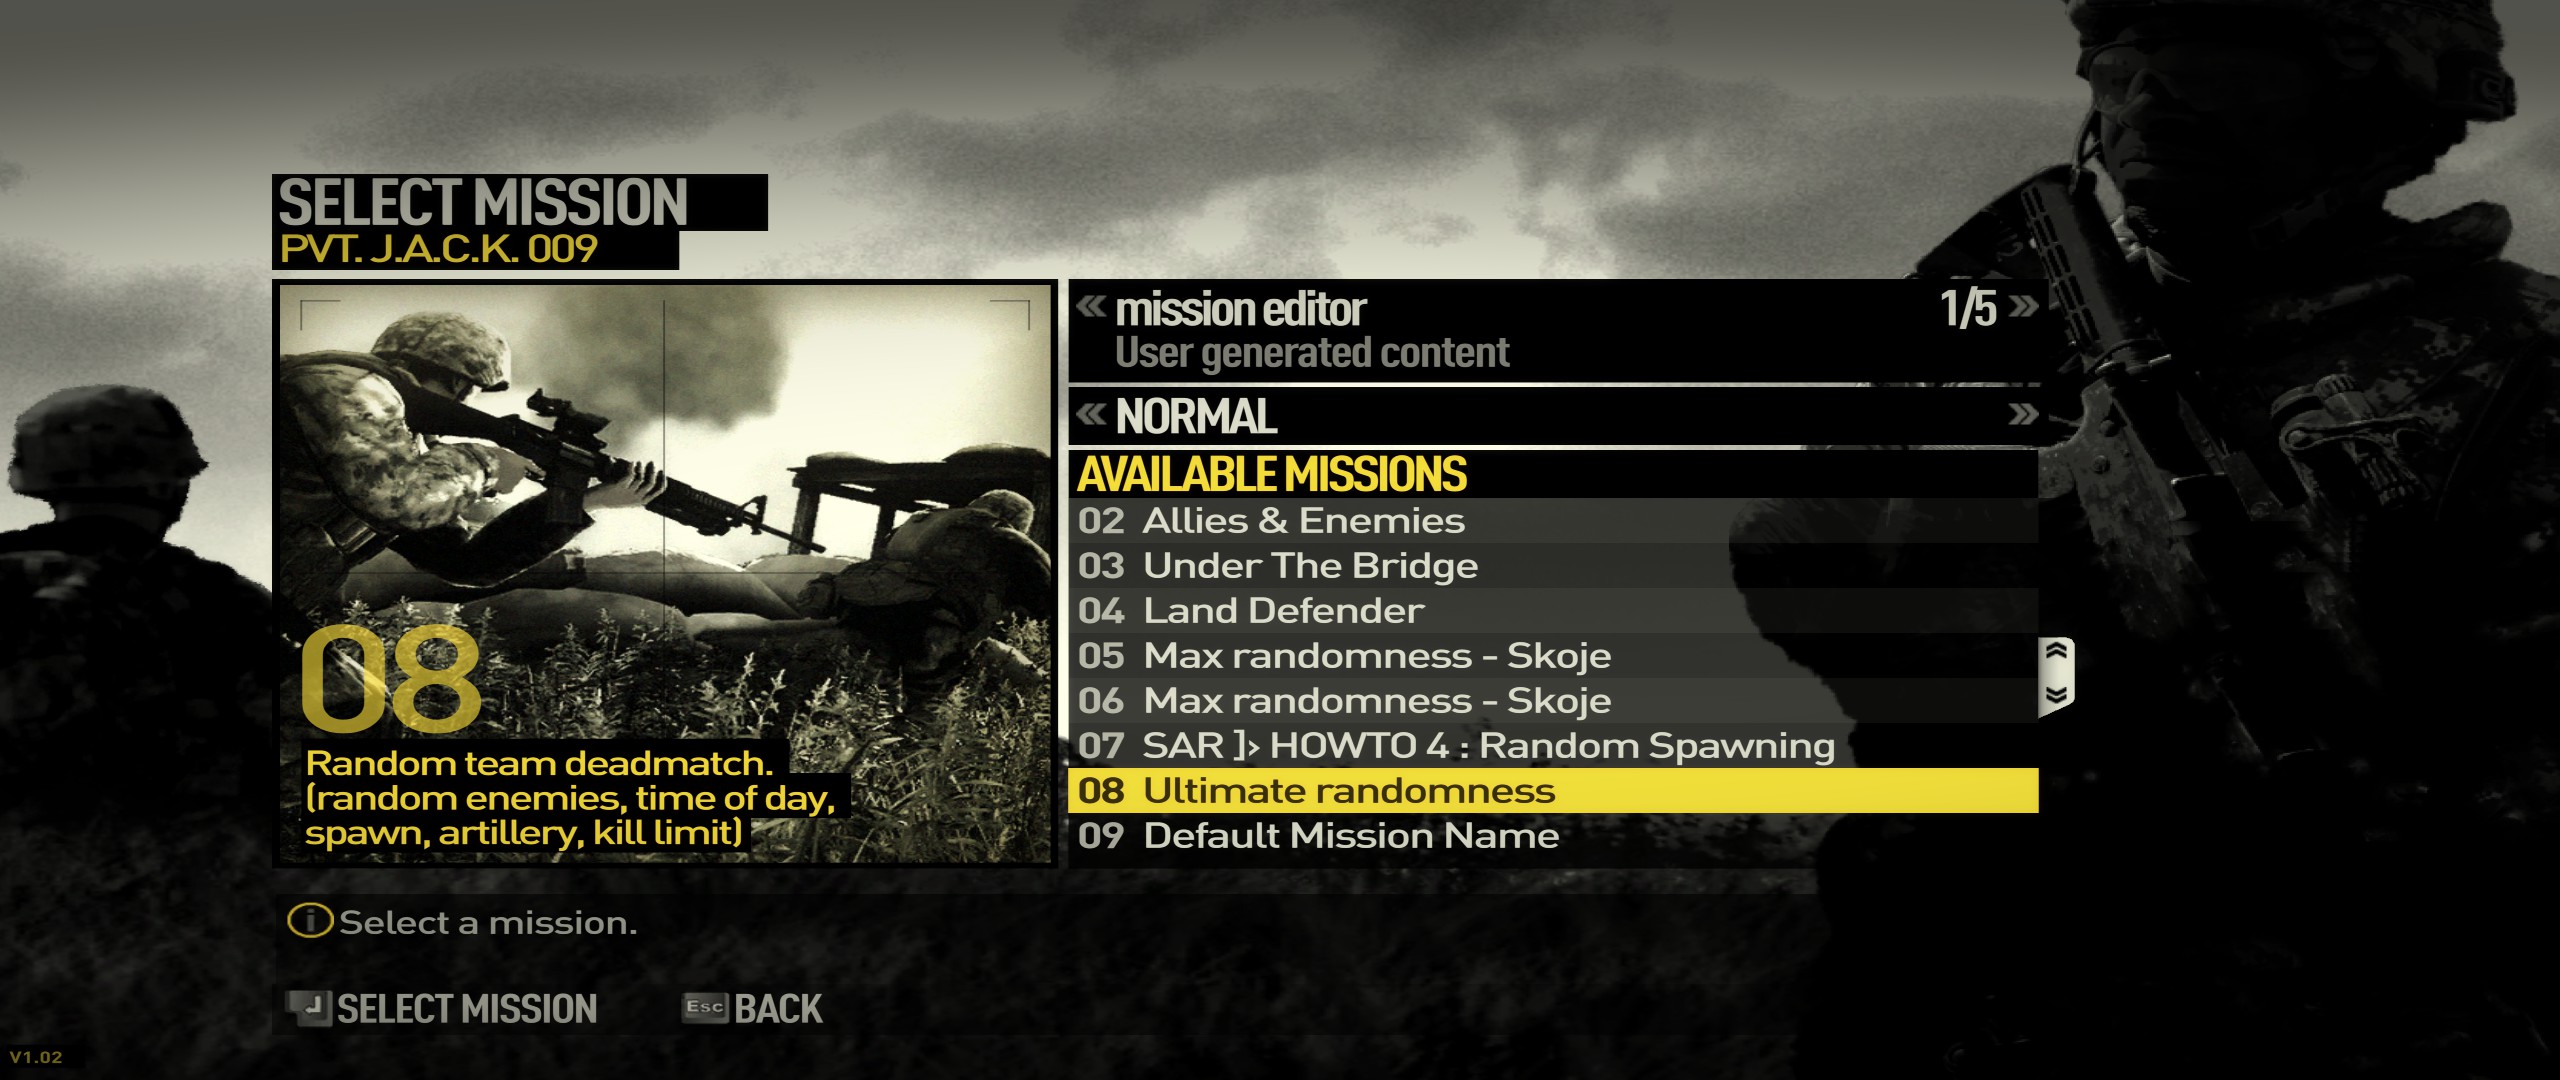 SELECT MISSION
PVT. J.A.C.K. 009
mission editor
1/5
User generated content
NORMAL
AVAILABLE MISSIONS
02 Allies & Enemies
03 Under The Bridge
04 Land Defender
05 Max randomness - Skoje
06 Max randomness - Skoje
07 SAR ]› HOWTO 4 : Random Spawning
08 Ultimate randomness
09 Default Mission Name
08
Random team deadmatch.
(random enemies, time of day,
spawn, artillery, kill limit)
i Select a mission.
SELECT MISSION
Esc BACK
V1.02